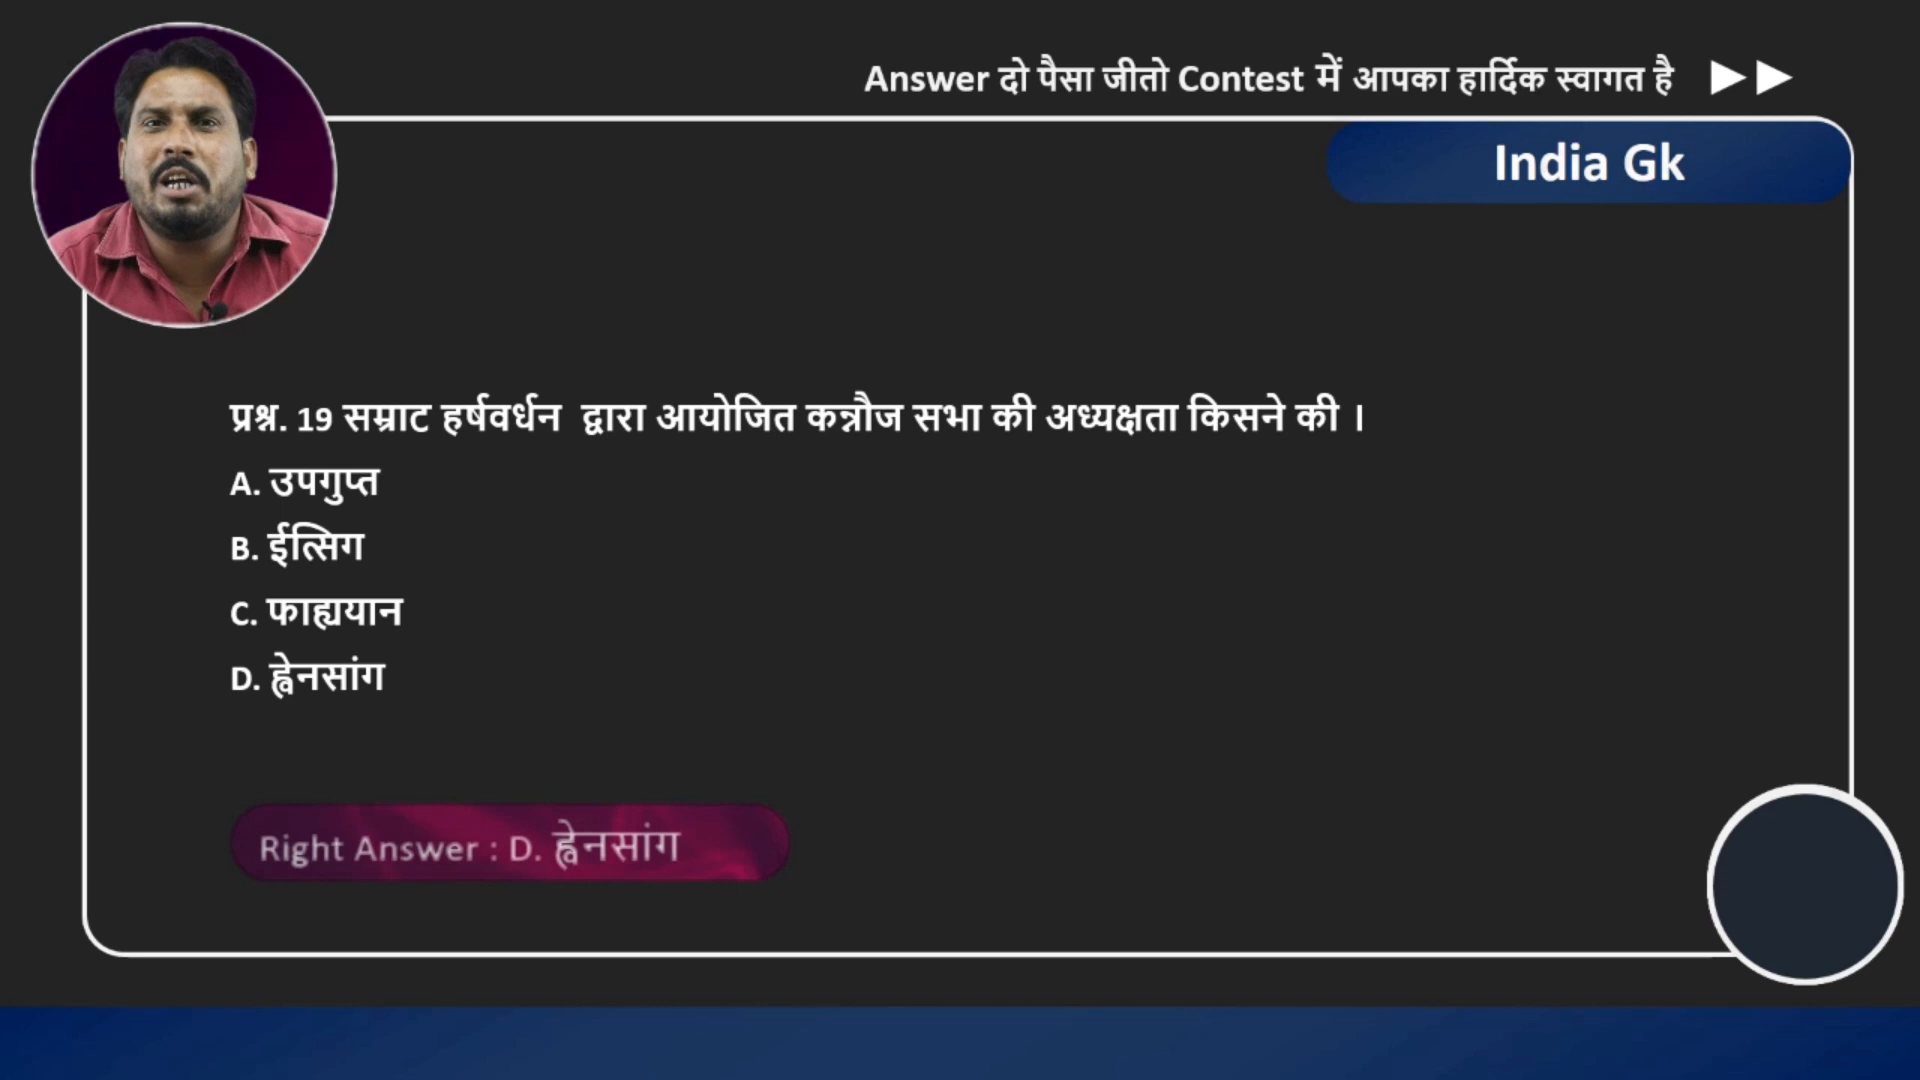 Answer दो पैसा जीतो Contest में आपका हार्दिक स्वागत है
India Gk
प्रश्न. 19 सम्राट हर्षवर्धन द्वारा आयोजित कन्नौज सभा की अध्यक्षता किसने की ।
A. उपगुप्त
B. ईत्सिग
C. फाह्ययान
D. ह्वेनसांग
Right Answer : D. ह्वेनसांग